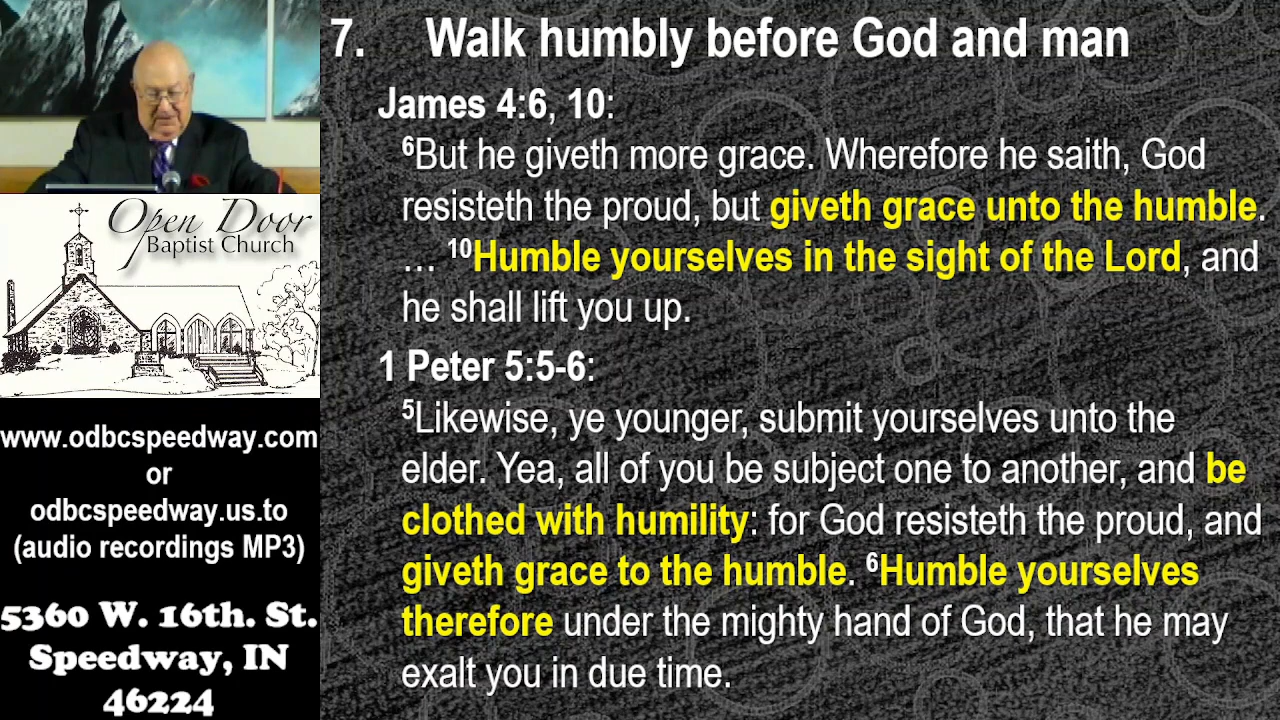 7. Walk humbly before God and man
James 4:6, 10:
⁶But he giveth more grace. Wherefore he saith, God
resisteth the proud, but giveth grace unto the humble.
... ¹⁰Humble yourselves in the sight of the Lord, and
he shall lift you up.
1 Peter 5:5-6:
⁵Likewise, ye younger, submit yourselves unto the
elder. Yea, all of you be subject one to another, and be
clothed with humility: for God resisteth the proud, and
giveth grace to the humble. ⁶Humble yourselves
therefore under the mighty hand of God, that he may
exalt you in due time.
Open Door
Baptist Church
www.odbcspeedway.com
or
odbcspeedway.us.to
(audio recordings MP3)
5360 W. 16th. St.
Speedway, IN
46224